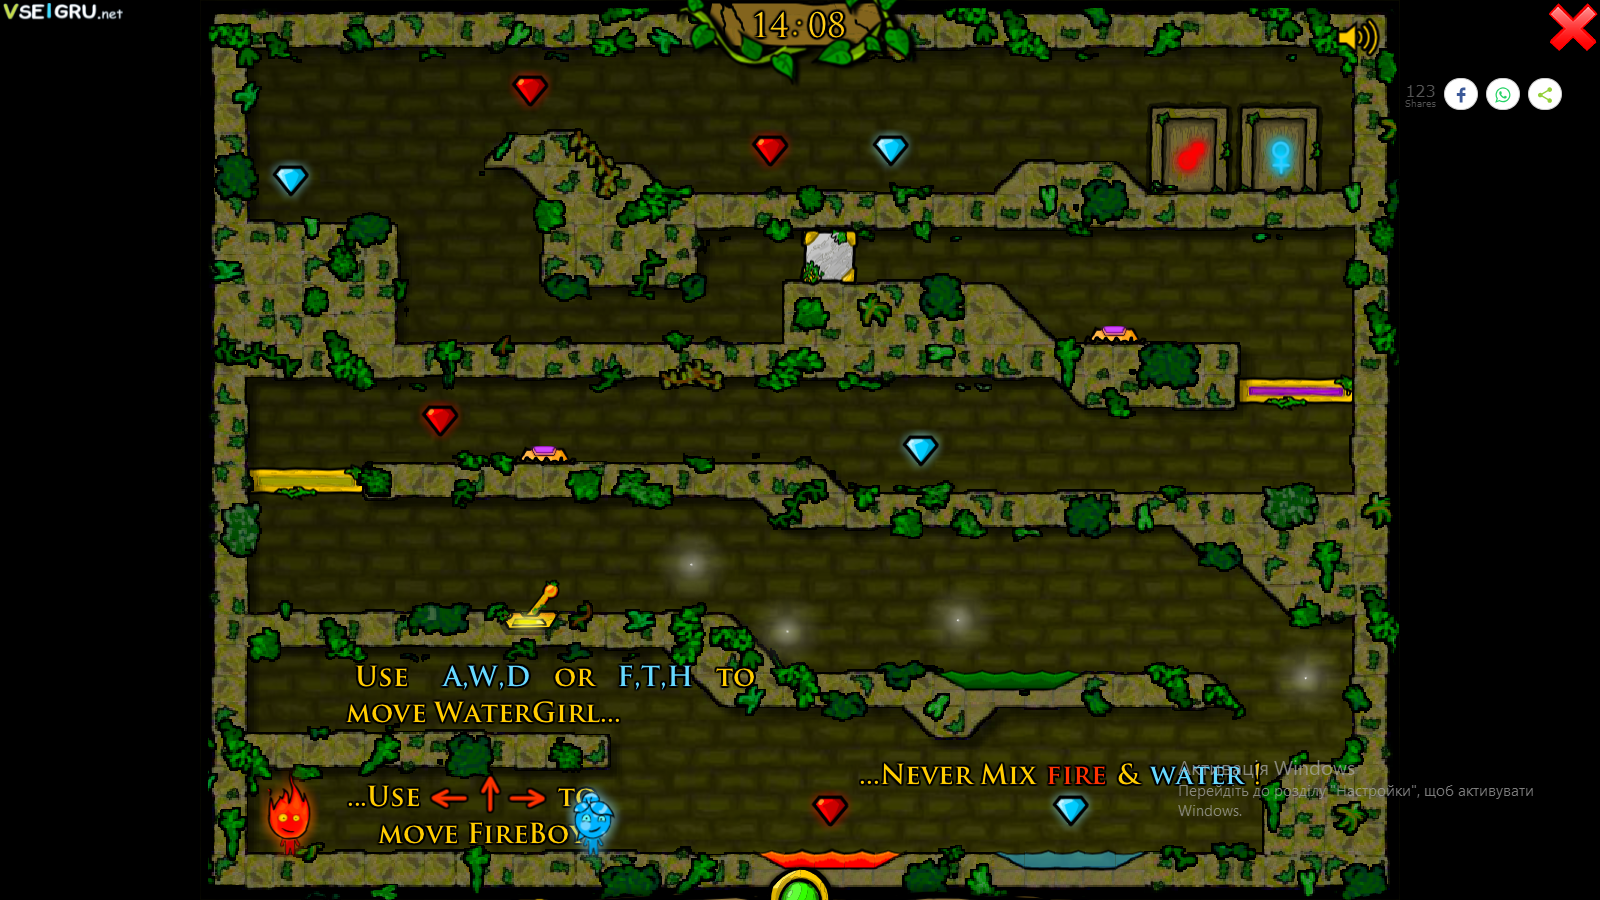 VSEIGRU.net
14:08
123
Shares
Use A,W,D or F,T,H to
move WaterGirl...
...Never Mix fire & water
Активація Windows
Перейдіть до розділу "Настройки", щоб активувати
Windows.
...Use ← ↑ → to
move FireBoy